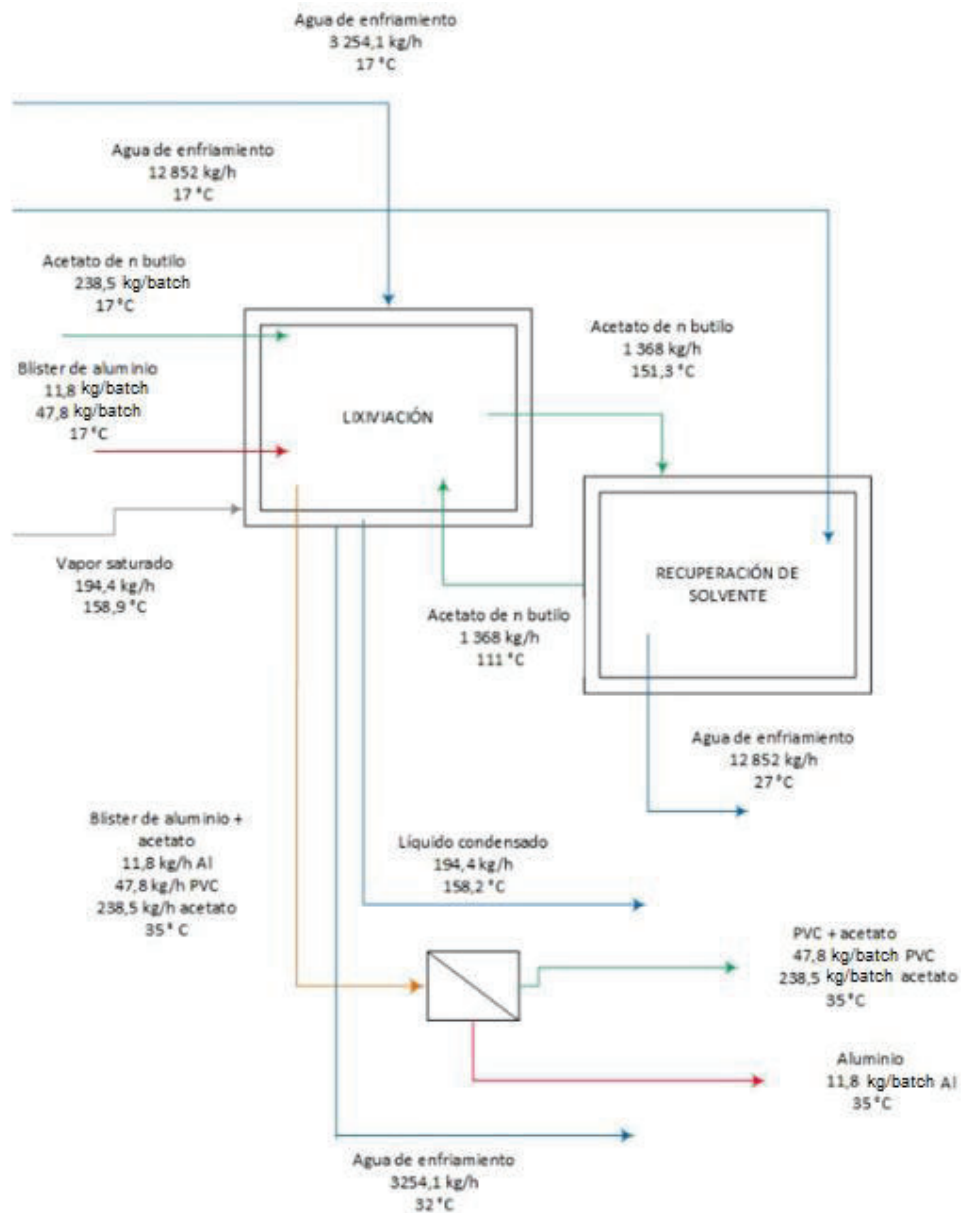 Agua de enfriamiento
3 254,1 kg/h
17 °C
Agua de enfriamiento
12 852 kg/h
17 °C
Acetato de n butilo
238,5 kg/batch
17 °C
Blíster de aluminio
11,8 kg/batch
47,8 kg/batch
17 °C
LIXIVIACIÓN
Acetato de n butilo
1 368 kg/h
151,3 °C
Vapor saturado
194,4 kg/h
158,9 °C
RECUPERACIÓN DE
SOLVENTE
Acetato de n butilo
1 368 kg/h
111 °C
Agua de enfriamiento
12 852 kg/h
27 °C
Blíster de aluminio +
acetato
11,8 kg/h Al
47,8 kg/h PVC
238,5 kg/h acetato
35 ° C
Líquido condensado
194,4 kg/h
158,2 °C
PVC + acetato
47,8 kg/batch PVC
238,5 kg/batch acetato
35 °C
Aluminio
11,8 kg/batch Al
35 °C
Agua de enfriamiento
3254,1 kg/h
32 °C